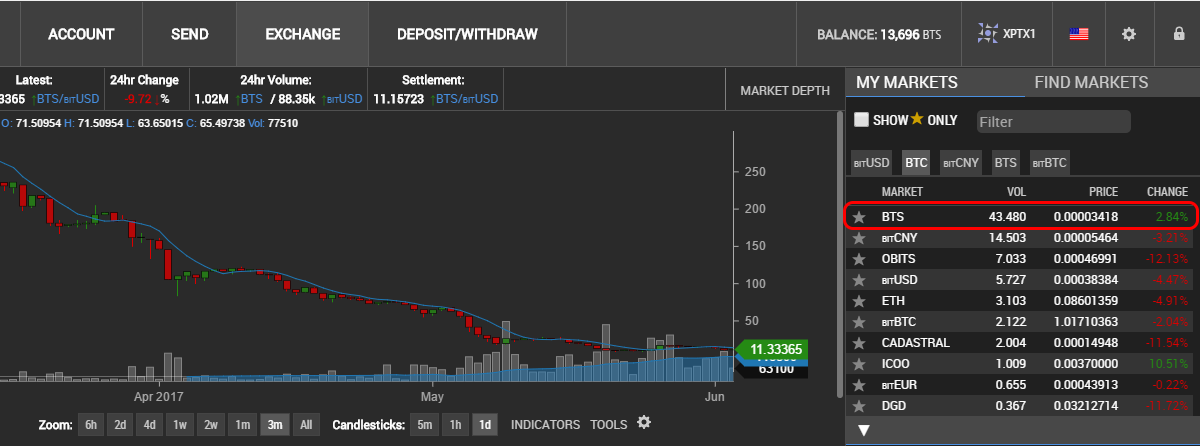 ACCOUNT SEND EXCHANGE DEPOSIT/WITHDRAW BALANCE: 13,696 BTS XPTX1
Latest: 24hr Change 24hr Volume: Settlement:
3365 ↑BTS/BITUSD -9.72 ↓ % 1.02M ↑BTS / 88.35k ↑BITUSD 11.15723 ↑BTS/BITUSD MARKET DEPTH
O: 71.50954 H: 71.50954 L: 63.65015 C: 65.49738 Vol: 77510
250
200
150
100
50
11.33365
63100
Apr 2017 May Jun
Zoom: 6h 2d 4d 1w 2w 1m 3m All Candlesticks: 5m 1h 1d INDICATORS TOOLS
MY MARKETS FIND MARKETS
SHOW ★ ONLY Filter
BITUSD BTC BITCNY BTS BITBTC
MARKET VOL PRICE CHANGE
BTS 43.480 0.00003418 2.84%
BITCNY 14.503 0.00005464 -3.21%
OBITS 7.033 0.00046991 -12.13%
BITUSD 5.727 0.00038384 -4.47%
ETH 3.103 0.08601359 -4.91%
BITBTC 2.122 1.01710363 -2.04%
CADASTRAL 2.004 0.00014948 -11.54%
ICOO 1.009 0.00370000 10.51%
BITEUR 0.655 0.00043913 -0.22%
DGD 0.367 0.03212714 -11.72%